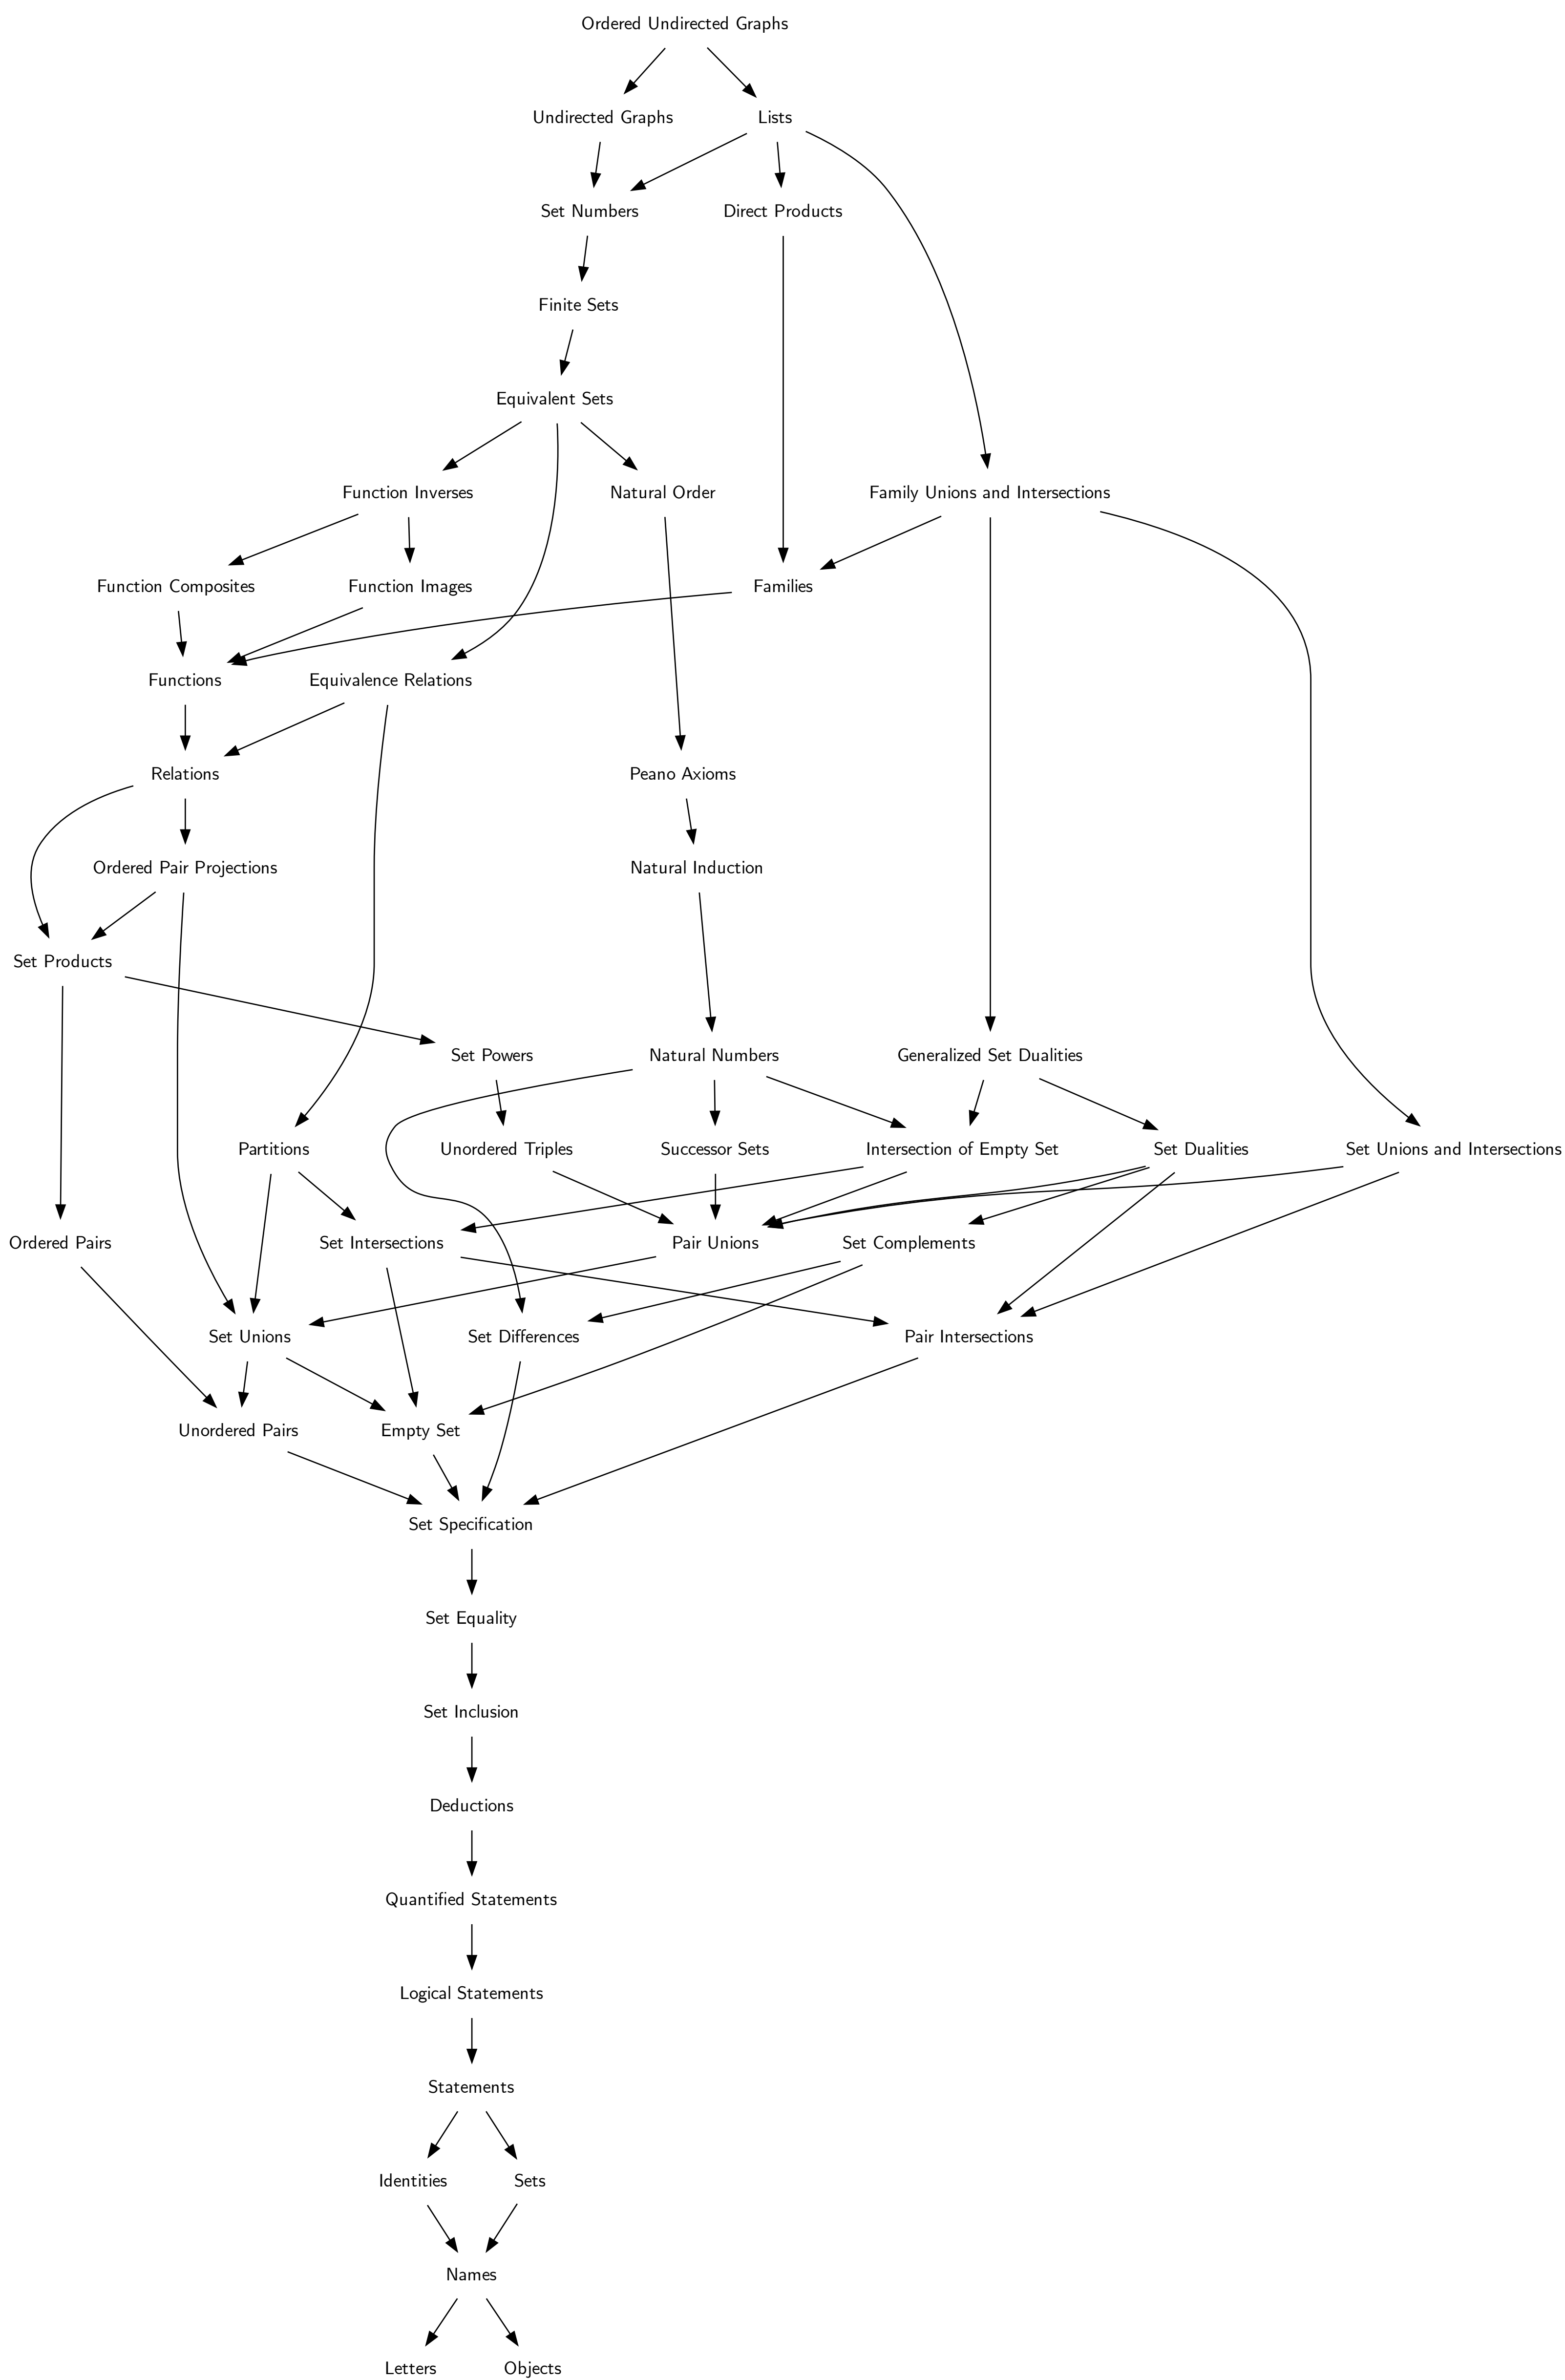 Ordered Undirected Graphs
Undirected Graphs
Lists
Set Numbers
Direct Products
Finite Sets
Equivalent Sets
Function Inverses
Natural Order
Family Unions and Intersections
Function Composites
Function Images
Families
Functions
Equivalence Relations
Relations
Peano Axioms
Ordered Pair Projections
Natural Induction
Set Products
Set Powers
Natural Numbers
Generalized Set Dualities
Partitions
Unordered Triples
Successor Sets
Intersection of Empty Set
Set Dualities
Set Unions and Intersections
Ordered Pairs
Set Intersections
Pair Unions
Set Complements
Set Unions
Set Differences
Pair Intersections
Unordered Pairs
Empty Set
Set Specification
Set Equality
Set Inclusion
Deductions
Quantified Statements
Logical Statements
Statements
Identities
Sets
Names
Letters
Objects